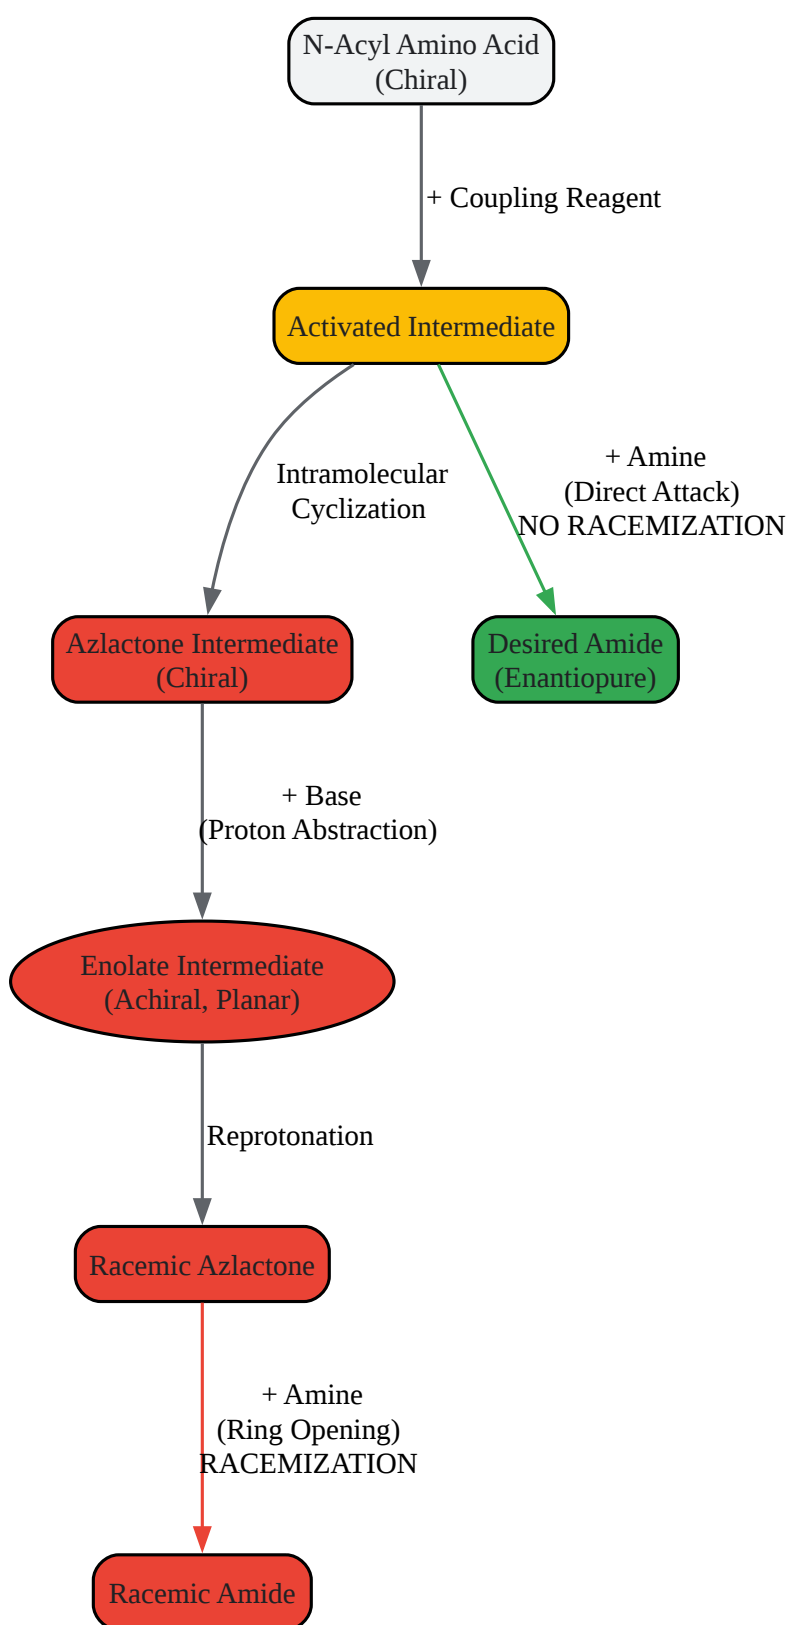 N-Acyl Amino Acid
(Chiral)
+ Coupling Reagent
Activated Intermediate
Intramolecular
Cyclization
+ Amine
(Direct Attack)
NO RACEMIZATION
Azlactone Intermediate
(Chiral)
Desired Amide
(Enantiopure)
+ Base
(Proton Abstraction)
Enolate Intermediate
(Achiral, Planar)
Reprotonation
Racemic Azlactone
+ Amine
(Ring Opening)
RACEMIZATION
Racemic Amide